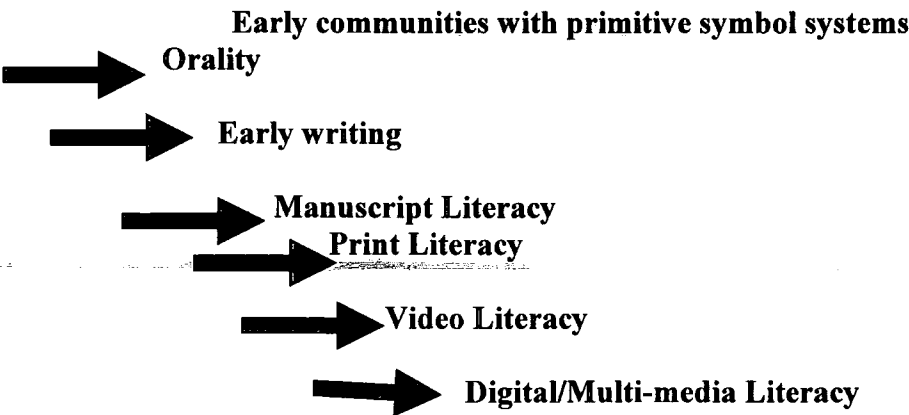 Early communities with primitive symbol systems
Orality
Early writing
Manuscript Literacy
Print Literacy
Video Literacy
Digital/Multi-media Literacy